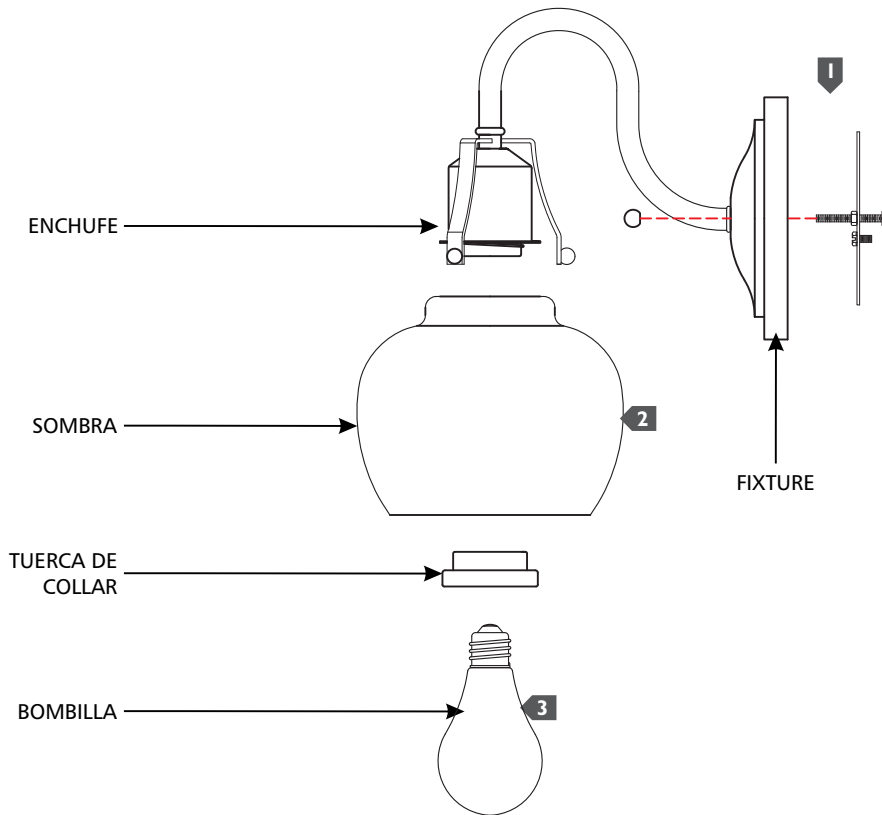 1
ENCHUFE
SOMBRA
2
FIXTURE
TUERCA DE
COLLAR
BOMBILLA
3